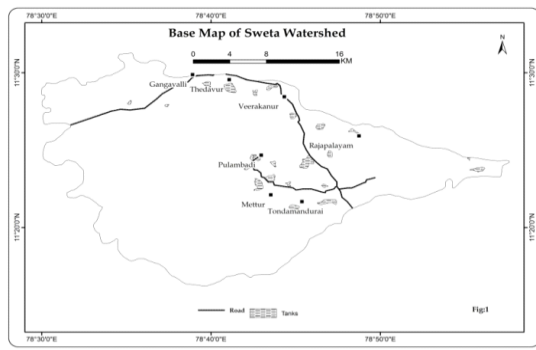 78°30'0"E 78°40'0"E 78°50'0"E
Base Map of Sweta Watershed
N
0 4 8 16
KM
11°30'0"N 11°30'0"N
Gangavalli
Thedavur
Veerakanur
Rajapalayam
Pulambadi
Mettur
Tondamandurai
11°20'0"N 11°20'0"N
Road Tanks
Fig:1
78°30'0"E 78°40'0"E 78°50'0"E